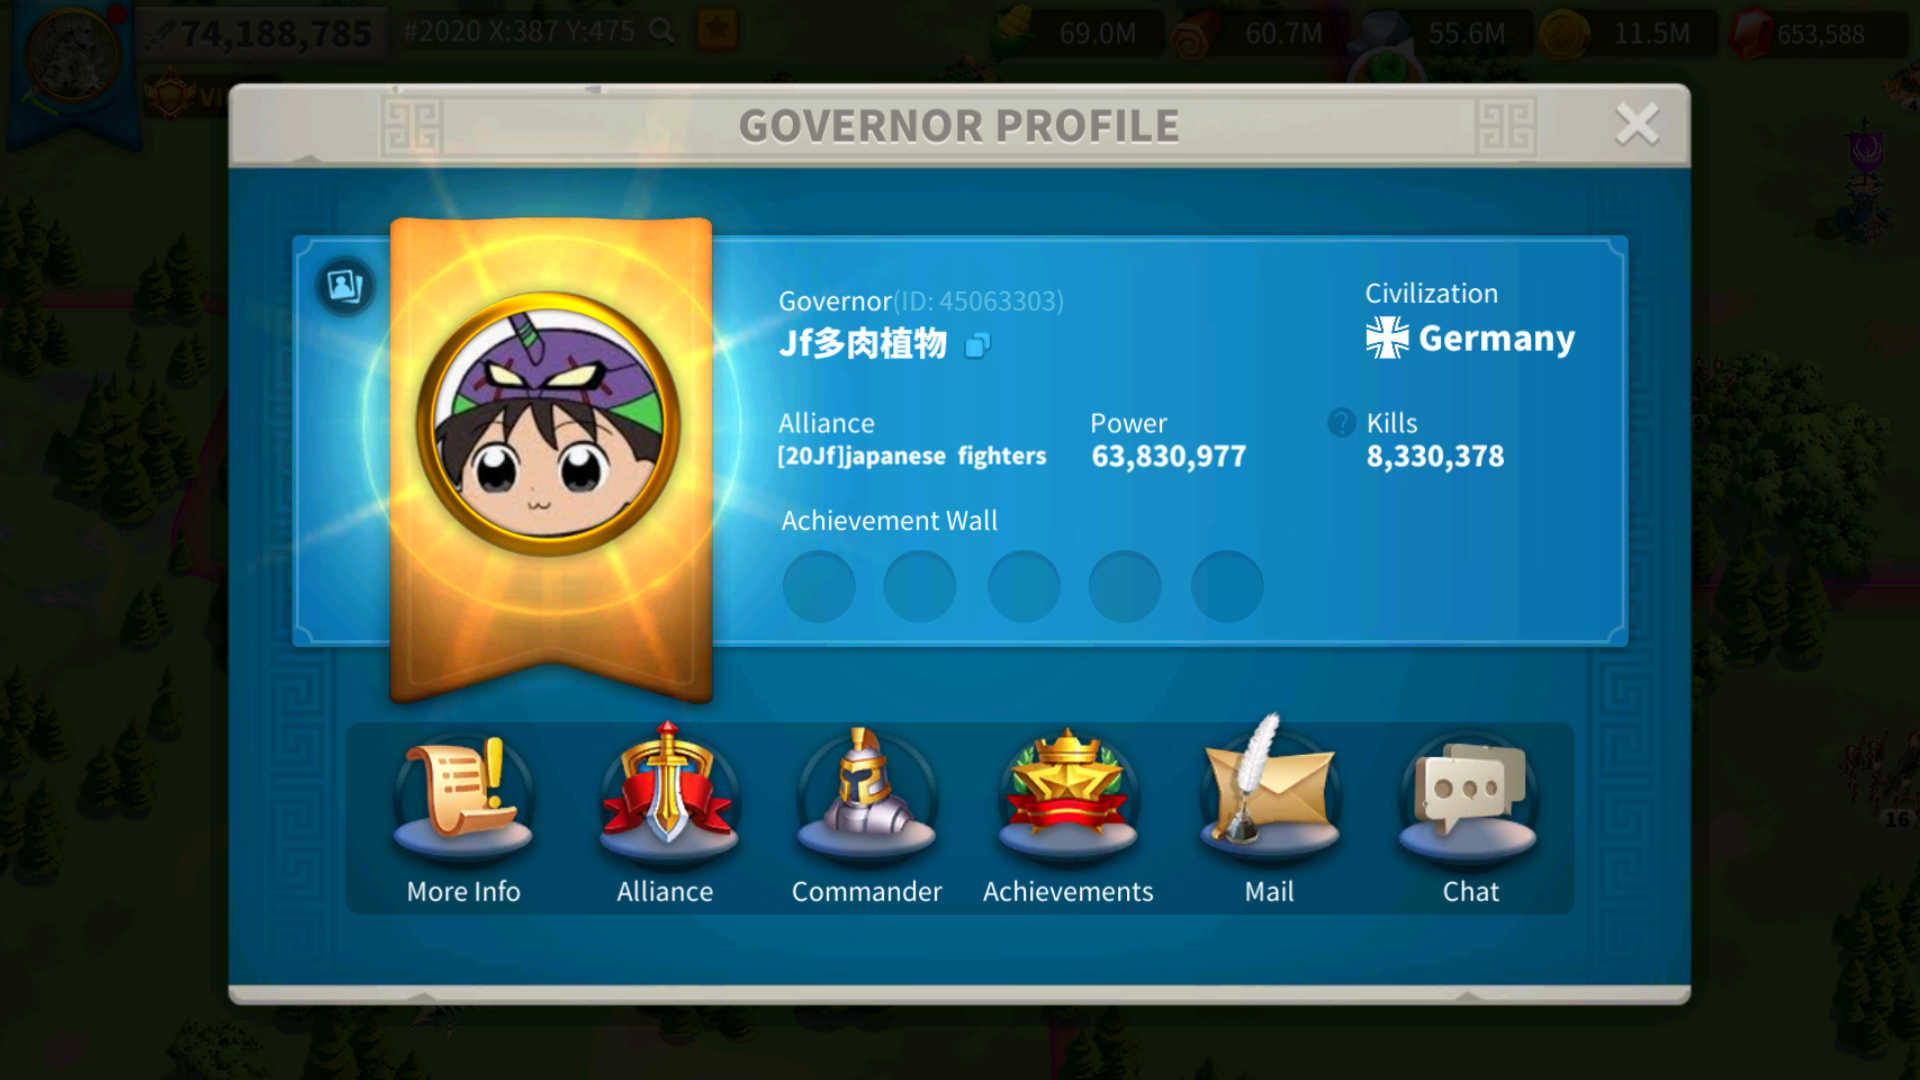 74,188,785
#2020 X:387 Y:475
69.0M
60.7M
55.6M
11.5M
653,588
GOVERNOR PROFILE
Governor(ID: 45063303)
Jf多肉植物
Civilization
Germany
Alliance
[20Jf]japanese fighters
Power
63,830,977
?
Kills
8,330,378
Achievement Wall
More Info
Alliance
Commander
Achievements
Mail
Chat
16